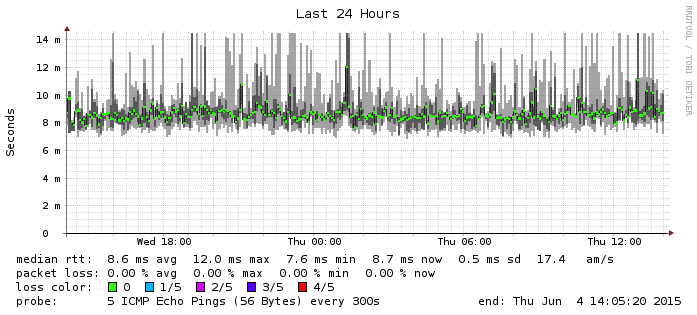 Last 24 Hours
RRDTOOL / TOBI OETIKER
Seconds
14 m
12 m
10 m
8 m
6 m
4 m
2 m
0
Wed 18:00 Thu 00:00 Thu 06:00 Thu 12:00
median rtt: 8.6 ms avg 12.0 ms max 7.6 ms min 8.7 ms now 0.5 ms sd 17.4 am/s
packet loss: 0.00 % avg 0.00 % max 0.00 % min 0.00 % now
loss color: 0 1/5 2/5 3/5 4/5
probe: 5 ICMP Echo Pings (56 Bytes) every 300s end: Thu Jun 4 14:05:20 2015